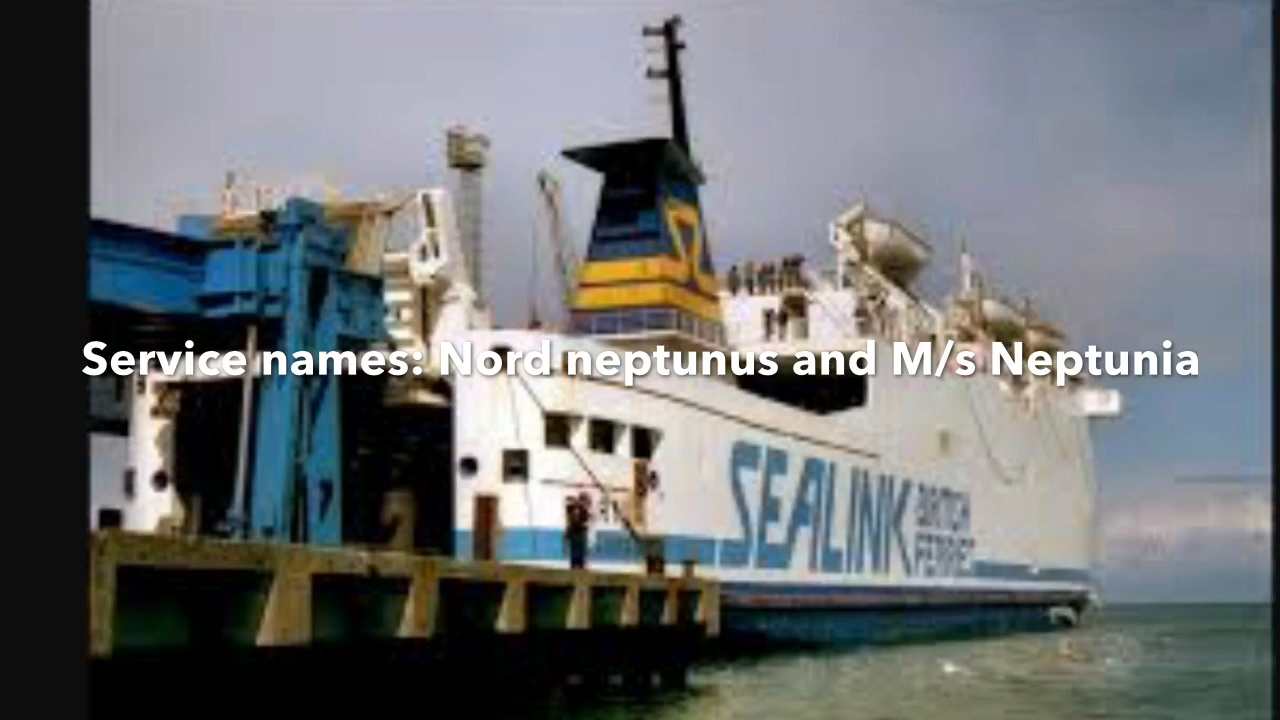 Service names: Nord neptunus and M/s Neptunia
SEALINK
BRITISH
FERRIES